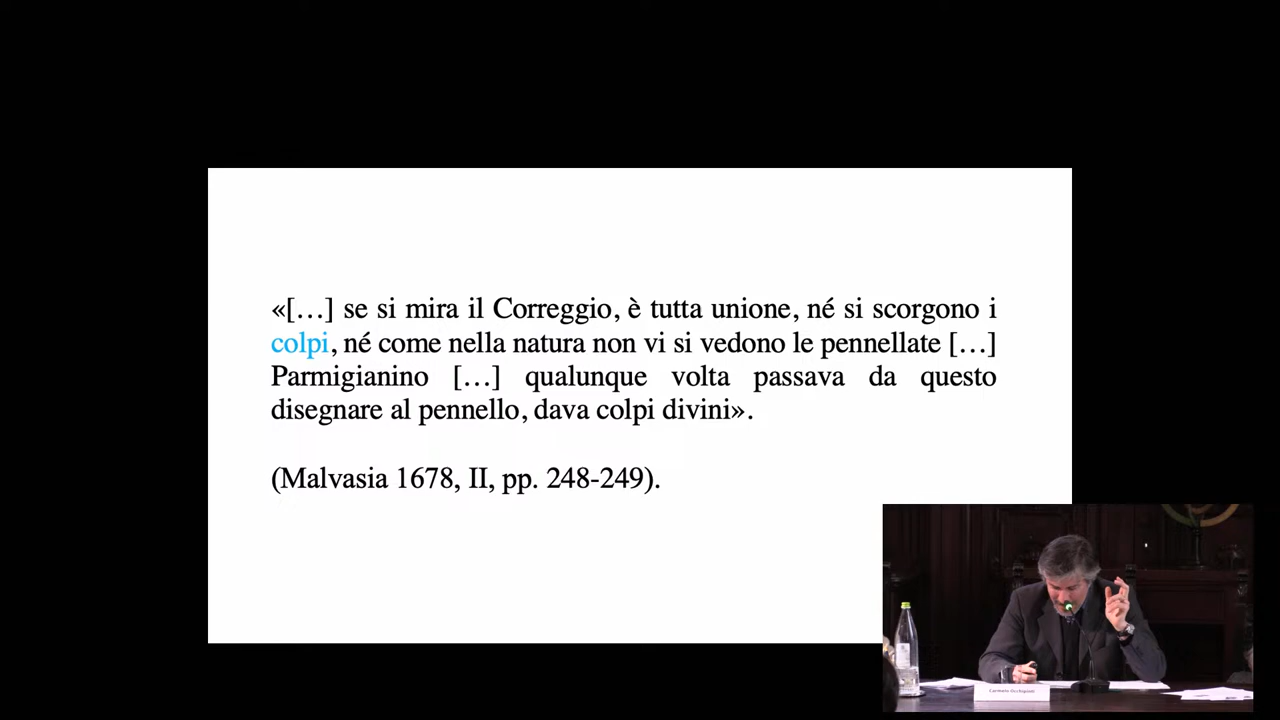 «[…] se si mira il Correggio, è tutta unione, né si scorgono i
colpi, né come nella natura non vi si vedono le pennellate […]
Parmigianino […] qualunque volta passava da questo
disegnare al pennello, dava colpi divini».
(Malvasia 1678, II, pp. 248-249).
Carmelo Occhipinti